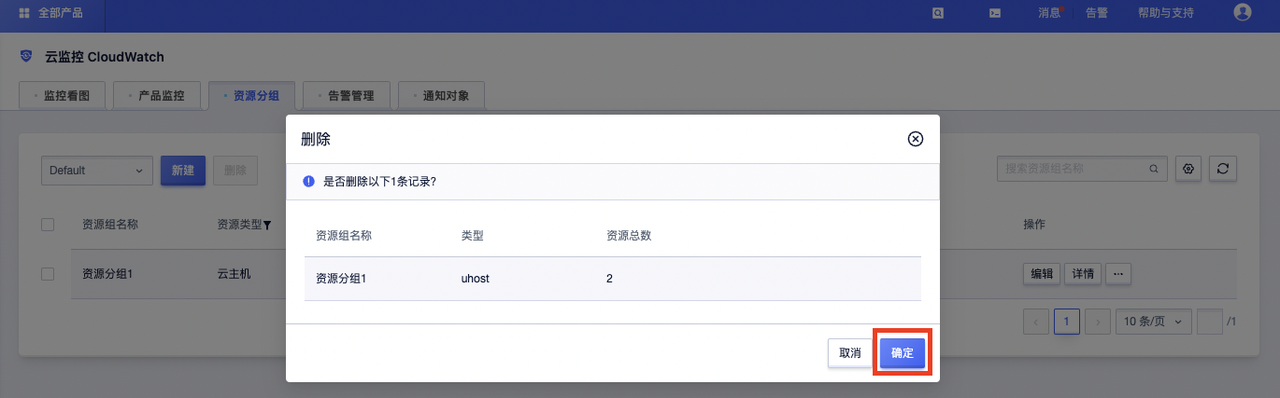 全部产品
消息
告警
帮助与支持
云监控 CloudWatch
监控看图
产品监控
资源分组
告警管理
通知对象
删除
Default
新建
删除
搜索资源组名称
是否删除以下1条记录?
资源组名称
资源类型
操作
资源组名称
类型
资源总数
资源分组1
云主机
编辑
详情
...
资源分组1
uhost
2
1
10 条/页
/1
取消
确定